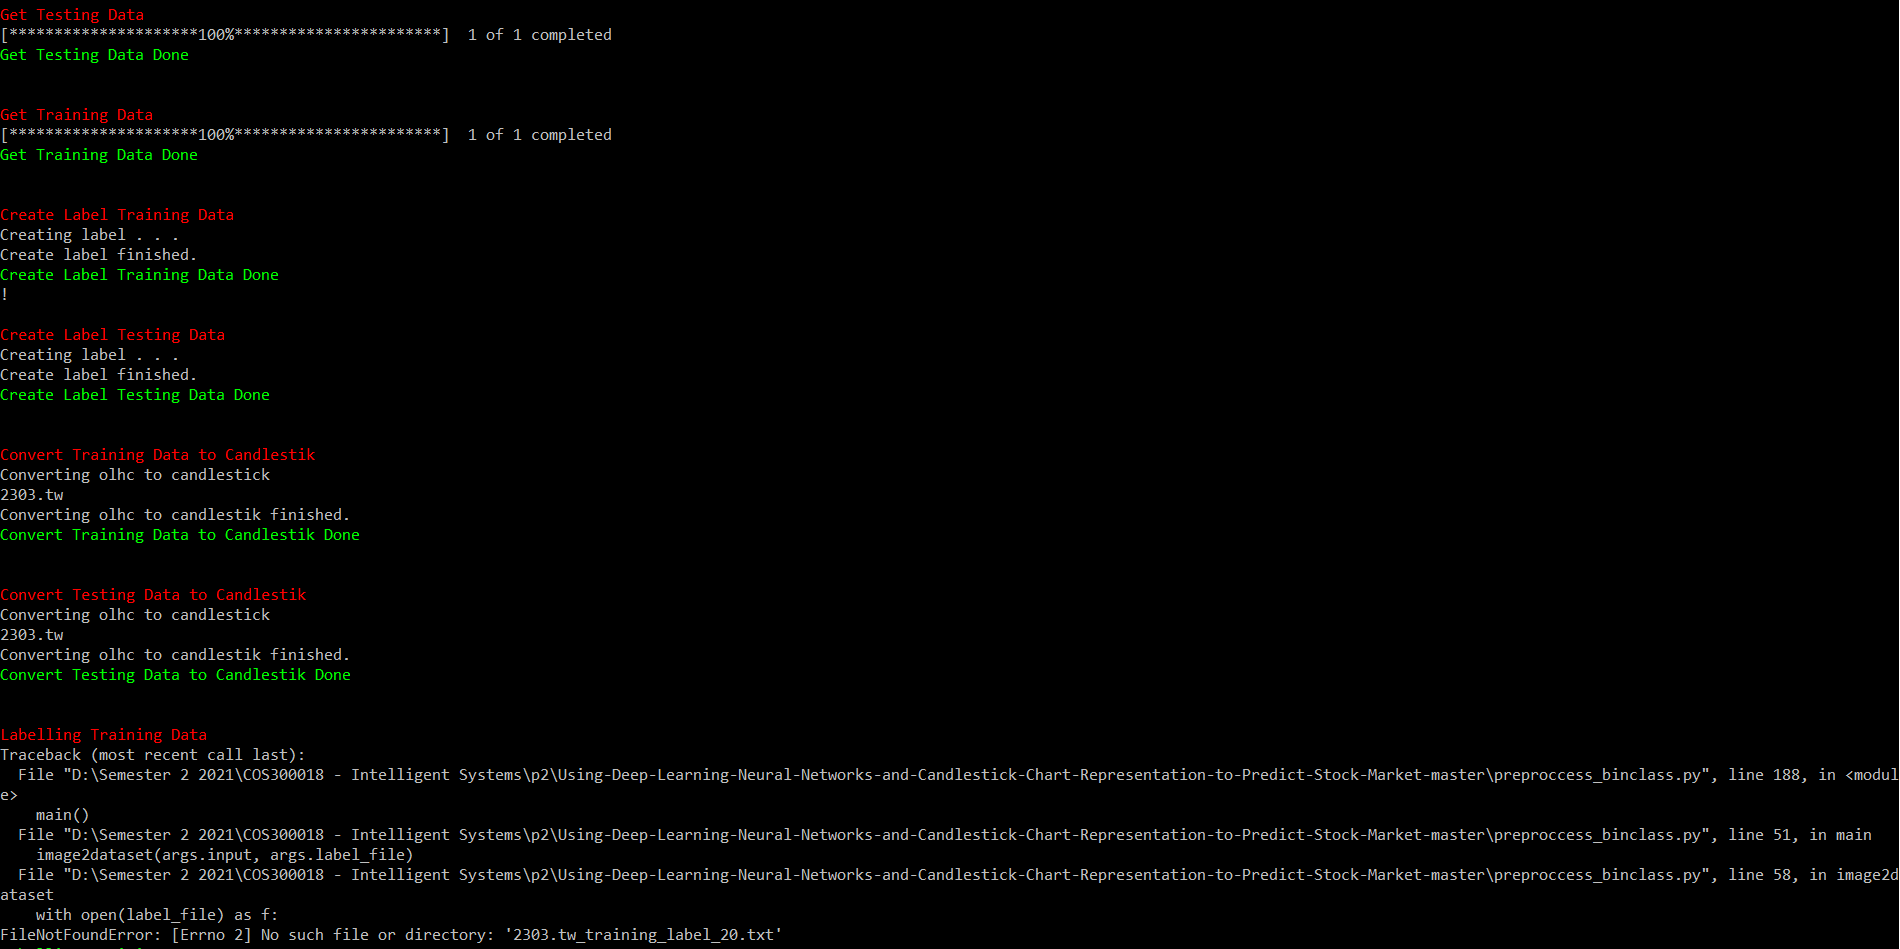 Get Testing Data
[*********************100%***********************]  1 of 1 completed
Get Testing Data Done
Get Training Data
[*********************100%***********************]  1 of 1 completed
Get Training Data Done
Create Label Training Data
Creating label . . .
Create label finished.
Create Label Training Data Done
!
Create Label Testing Data
Creating label . . .
Create label finished.
Create Label Testing Data Done
Convert Training Data to Candlestik
Converting olhc to candlestick
2303.tw
Converting olhc to candlestik finished.
Convert Training Data to Candlestik Done
Convert Testing Data to Candlestik
Converting olhc to candlestick
2303.tw
Converting olhc to candlestik finished.
Convert Testing Data to Candlestik Done
Labelling Training Data
Traceback (most recent call last):
  File "D:\Semester 2 2021\COS300018 - Intelligent Systems\p2\Using-Deep-Learning-Neural-Networks-and-Candlestick-Chart-Representation-to-Predict-Stock-Market-master\preproccess_binclass.py", line 188, in <modul
e>
    main()
  File "D:\Semester 2 2021\COS300018 - Intelligent Systems\p2\Using-Deep-Learning-Neural-Networks-and-Candlestick-Chart-Representation-to-Predict-Stock-Market-master\preproccess_binclass.py", line 51, in main
    image2dataset(args.input, args.label_file)
  File "D:\Semester 2 2021\COS300018 - Intelligent Systems\p2\Using-Deep-Learning-Neural-Networks-and-Candlestick-Chart-Representation-to-Predict-Stock-Market-master\preproccess_binclass.py", line 58, in image2d
ataset
    with open(label_file) as f:
FileNotFoundError: [Errno 2] No such file or directory: '2303.tw_training_label_20.txt'